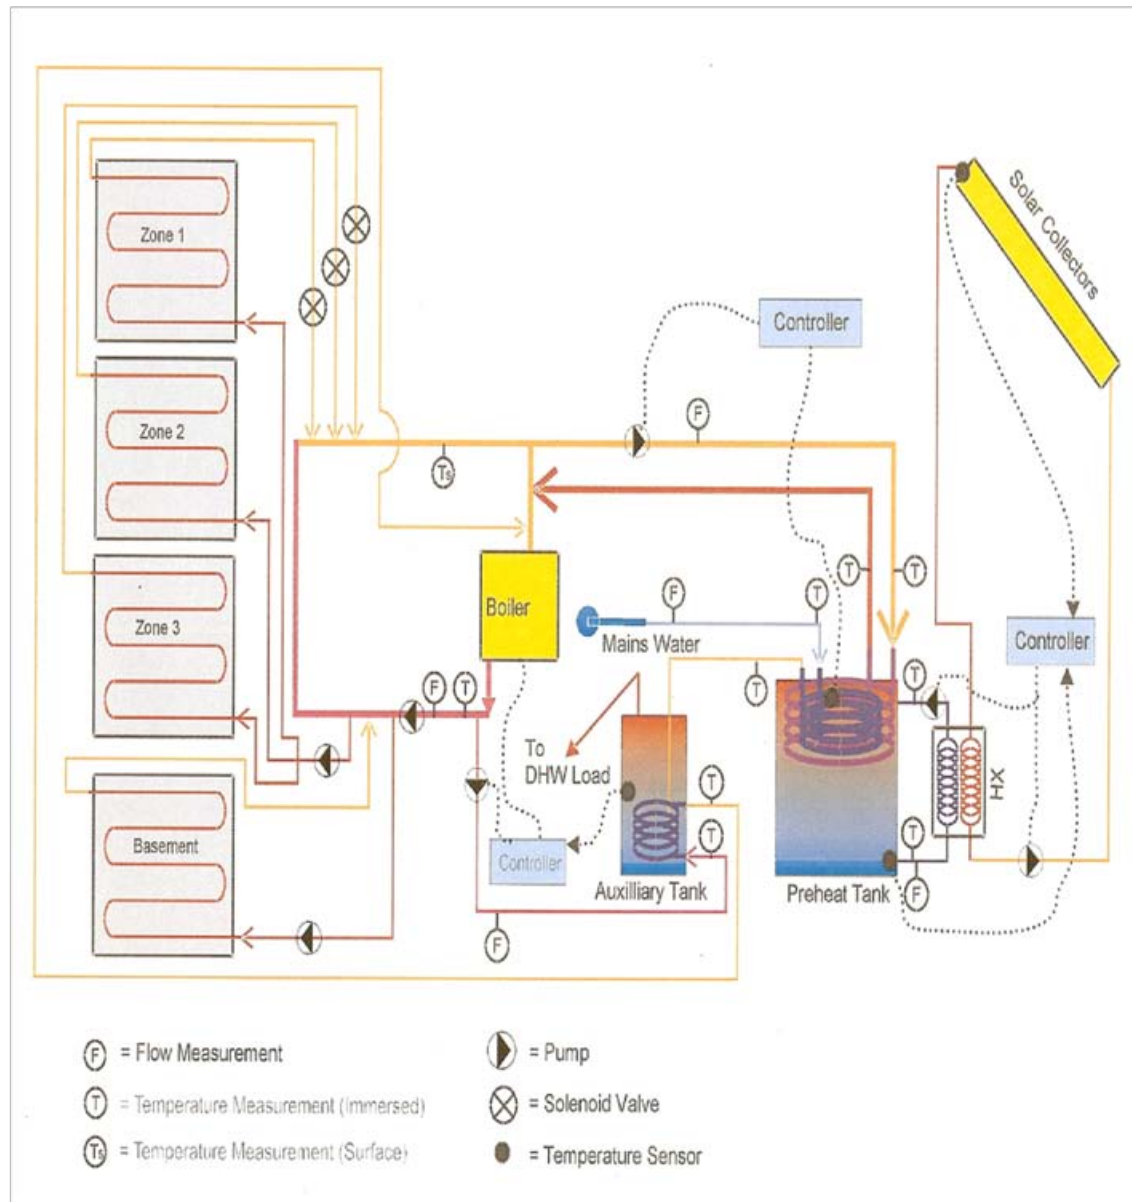 Zone 1
Zone 2
Zone 3
Basement
Solar Collectors
Controller
F
Ts
Boiler
F
T
T
T
Mains Water
Controller
T
T
F
T
To
DHW Load
T
T
HX
Controller
Auxilliary Tank
Preheat Tank
T
F
F
F = Flow Measurement
T = Temperature Measurement (Immersed)
Ts = Temperature Measurement (Surface)
= Pump
= Solenoid Valve
= Temperature Sensor